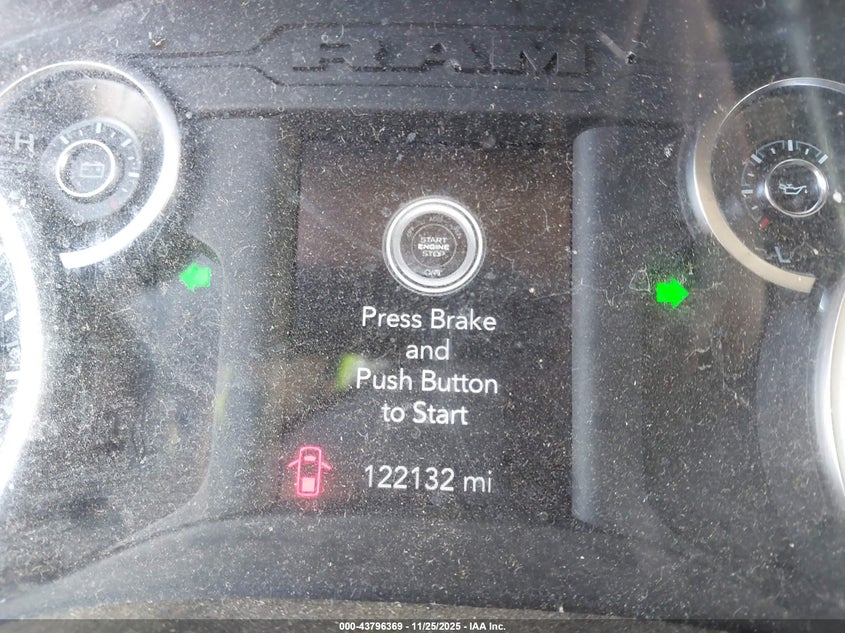 RAM
H
START
ENGINE
STOP
L
Press Brake
and
Push Button
to Start
122132 mi
000-43796369 - 11/25/2025 - IAA Inc.